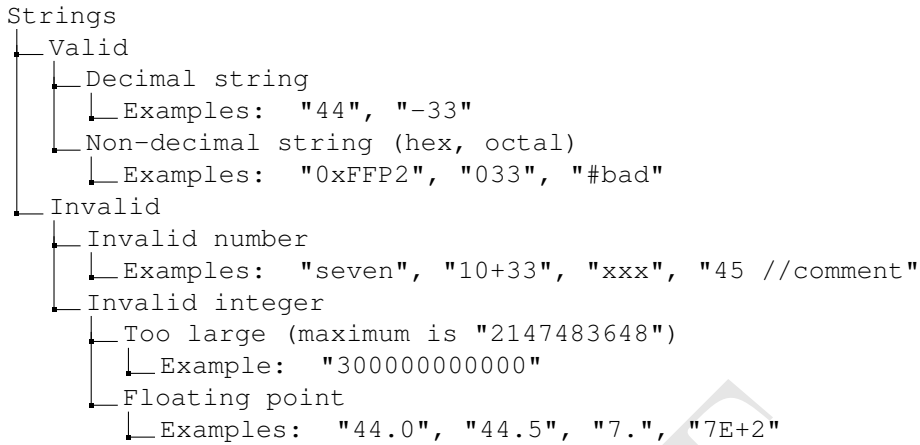 Strings
Valid
Decimal string
Examples: "44", "-33"
Non-decimal string (hex, octal)
Examples: "0xFFP2", "033", "#bad"
Invalid
Invalid number
Examples: "seven", "10+33", "xxx", "45 //comment"
Invalid integer
Too large (maximum is "2147483648")
Example: "300000000000"
Floating point
Examples: "44.0", "44.5", "7.", "7E+2"